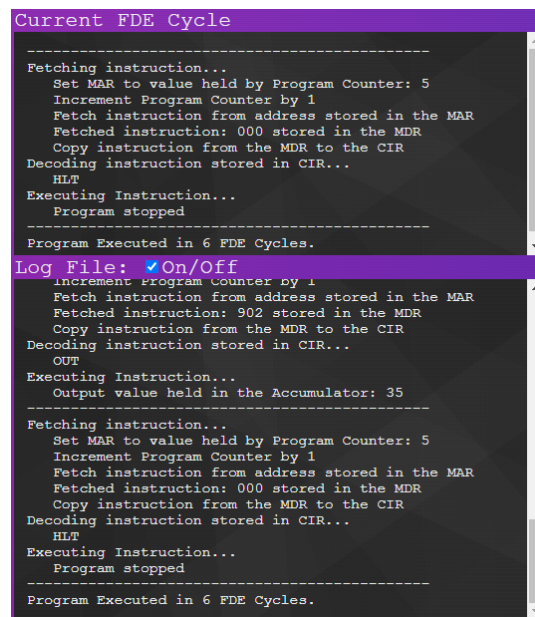 Current FDE Cycle
-----------------------------------------------
Fetching instruction...
Set MAR to value held by Program Counter: 5
Increment Program Counter by 1
Fetch instruction from address stored in the MAR
Fetched instruction: 000 stored in the MDR
Copy instruction from the MDR to the CIR
Decoding instruction stored in CIR...
HLT
Executing Instruction...
Program stopped
-----------------------------------------------
Program Executed in 6 FDE Cycles.
Log File: On/Off
Increment Program Counter by 1
Fetch instruction from address stored in the MAR
Fetched instruction: 902 stored in the MDR
Copy instruction from the MDR to the CIR
Decoding instruction stored in CIR...
OUT
Executing Instruction...
Output value held in the Accumulator: 35
-----------------------------------------------
Fetching instruction...
Set MAR to value held by Program Counter: 5
Increment Program Counter by 1
Fetch instruction from address stored in the MAR
Fetched instruction: 000 stored in the MDR
Copy instruction from the MDR to the CIR
Decoding instruction stored in CIR...
HLT
Executing Instruction...
Program stopped
-----------------------------------------------
Program Executed in 6 FDE Cycles.